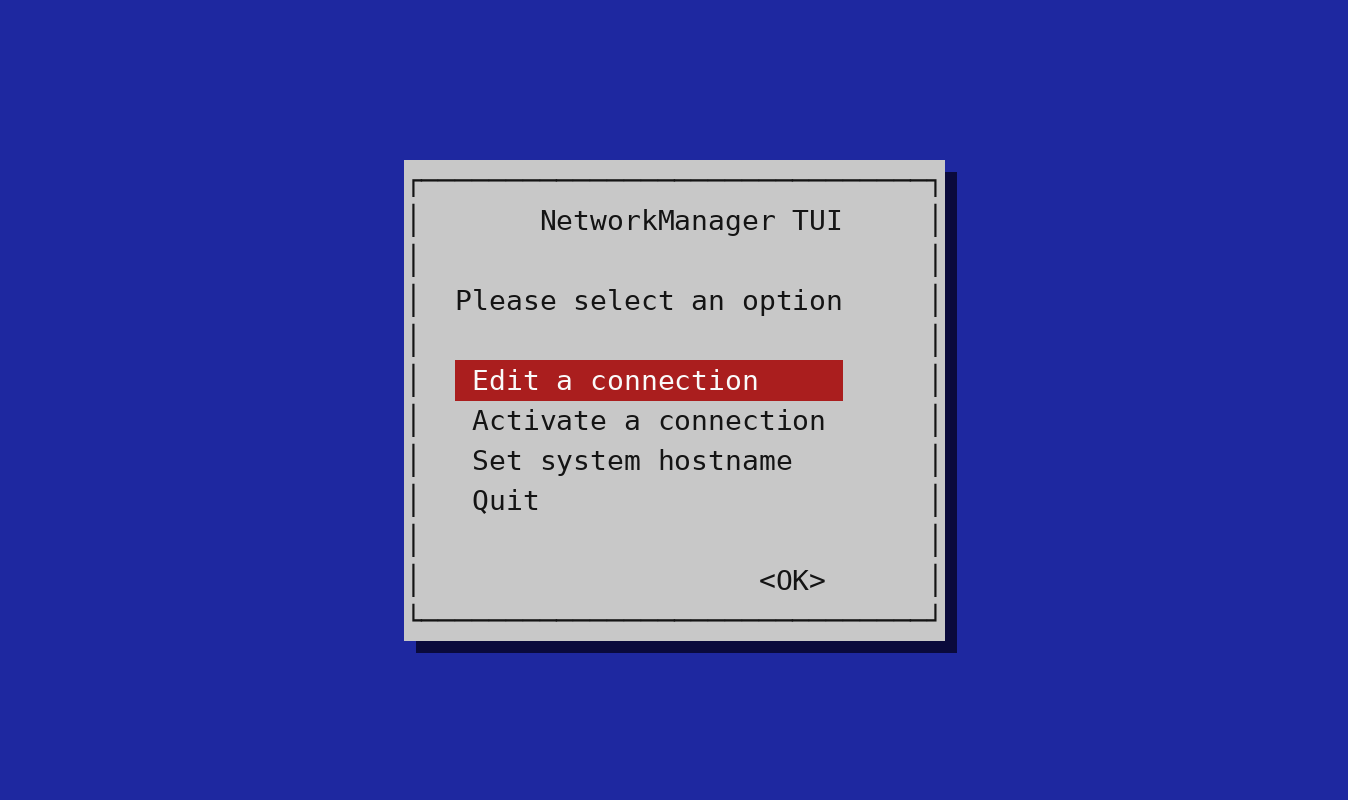 NetworkManager TUI
Please select an option
Edit a connection
Activate a connection
Set system hostname
Quit
<OK>